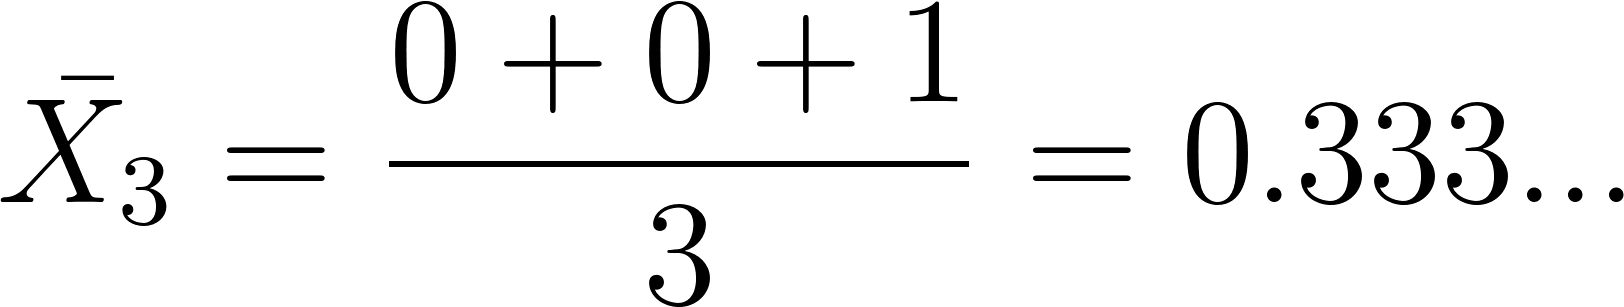 X̄₃ = (0 + 0 + 1)/3 = 0.333...